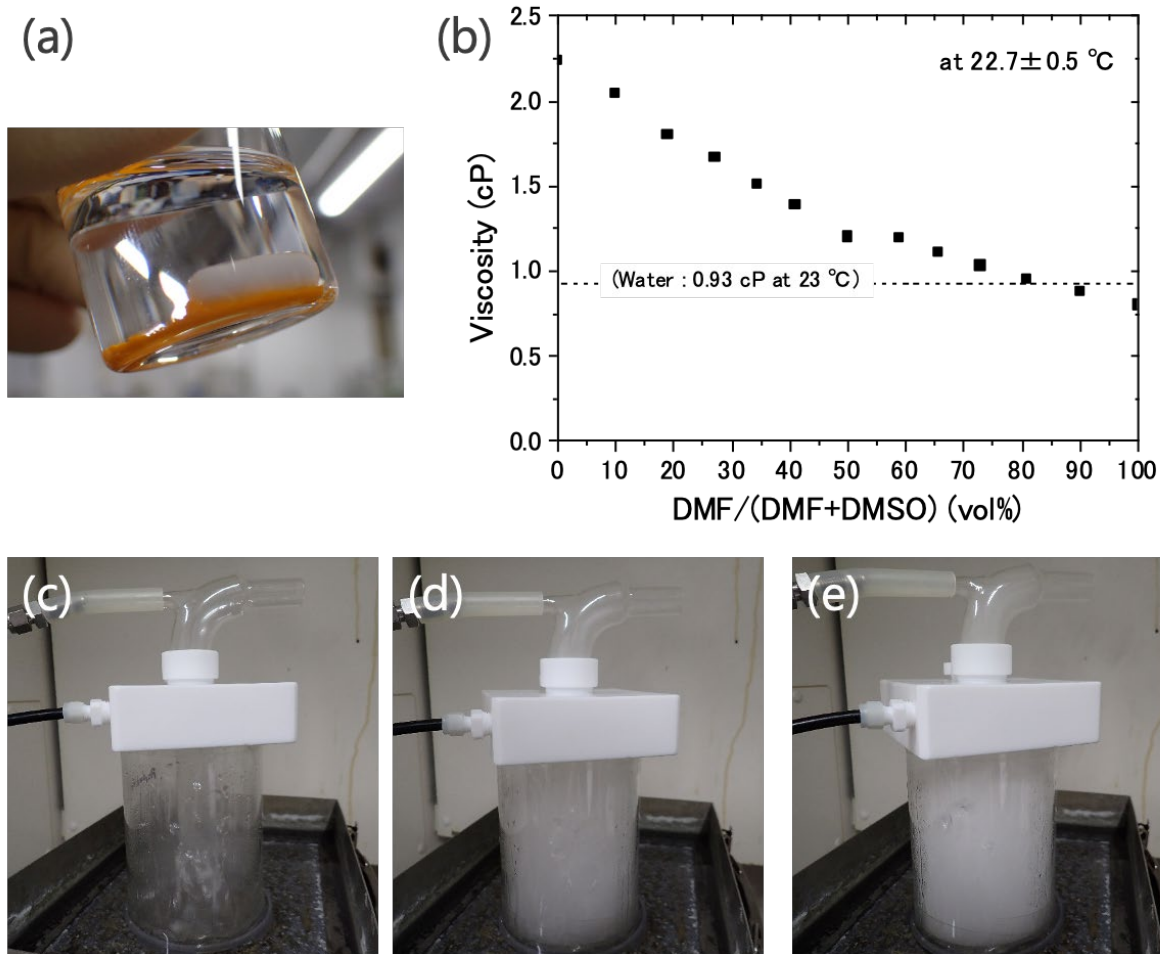 (a)
(b)
2.5
2.0
1.5
1.0
0.5
0.0
Viscosity (cP)
at 22.7±0.5 ℃
(Water : 0.93 cP at 23 ℃)
0 10 20 30 40 50 60 70 80 90 100
DMF/(DMF+DMSO) (vol%)
(c)
(d)
(e)